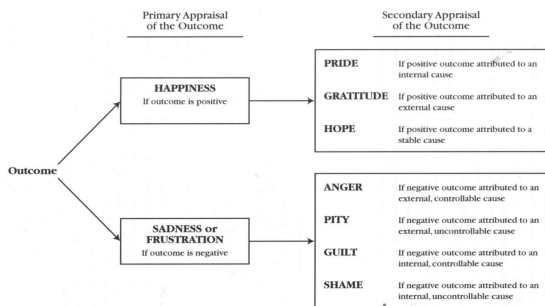 Primary Appraisal
of the Outcome
Secondary Appraisal
of the Outcome
HAPPINESS
If outcome is positive
PRIDE
If positive outcome attributed to an
internal cause
GRATITUDE
If positive outcome attributed to an
external cause
HOPE
If positive outcome attributed to a
stable cause
Outcome
SADNESS or
FRUSTRATION
If outcome is negative
ANGER
If negative outcome attributed to an
external, controllable cause
PITY
If negative outcome attributed to an
external, uncontrollable cause
GUILT
If negative outcome attributrd to an
internal, controllable cause
SHAME
If negative outcome attributed to an
internal, uncontrollable cause